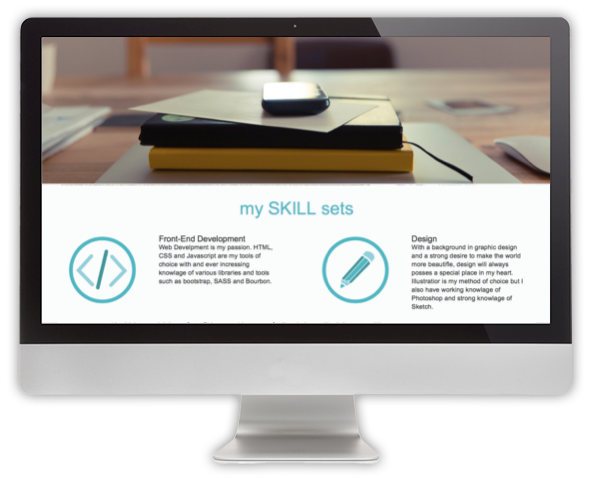 my SKILL sets
Front-End Development
Web Develpment is my passion. HTML,
CSS and Javascript are my tools of
choice with and ever increasing
knowlage of various libraries and tools
such as bootstrap, SASS and Bourbon.
Design
With a background in graphic design
and a strong desire to make the world
more beautifle, design will always
posses a special place in my heart.
Illustratior is my method of choice but I
also have working knowlage of
Photoshop and strong knowlage of
Sketch.